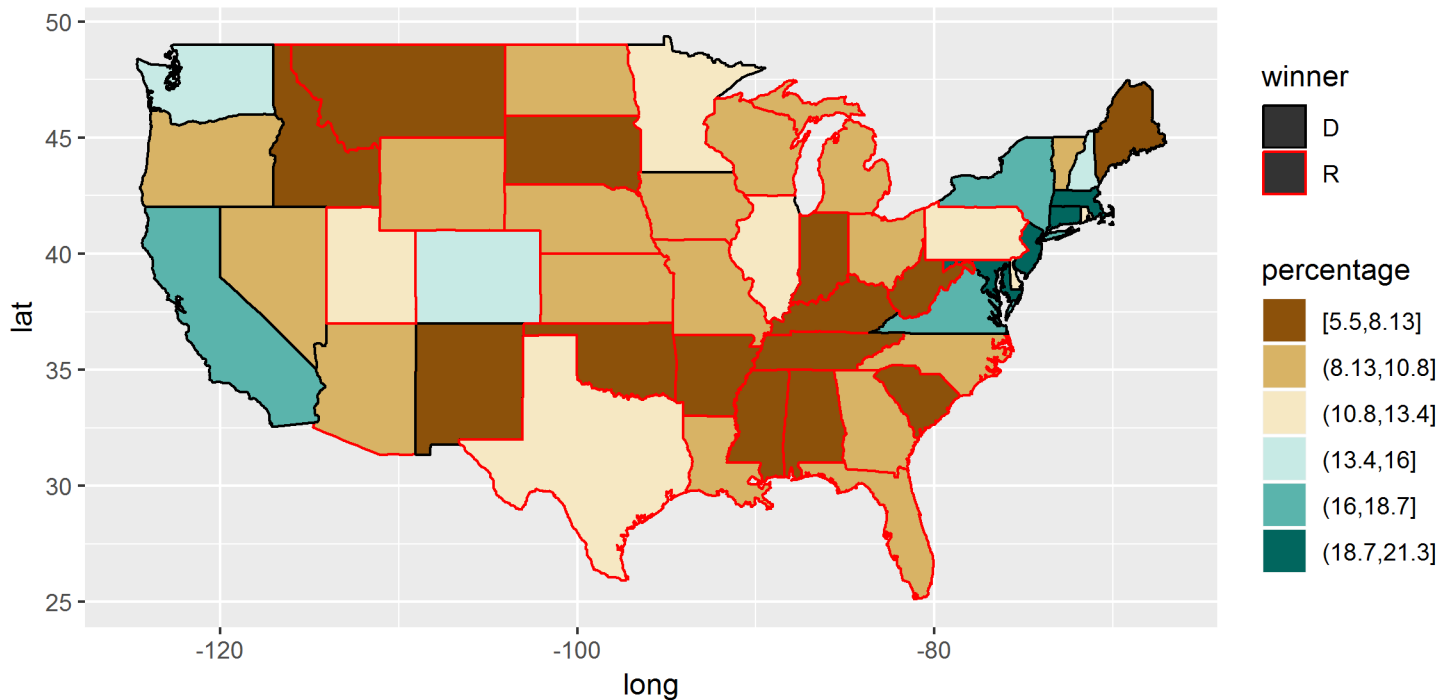 50
45
40
35
30
25
lat
-120
-100
-80
long
winner
D
R
percentage
[5.5,8.13]
(8.13,10.8]
(10.8,13.4]
(13.4,16]
(16,18.7]
(18.7,21.3]